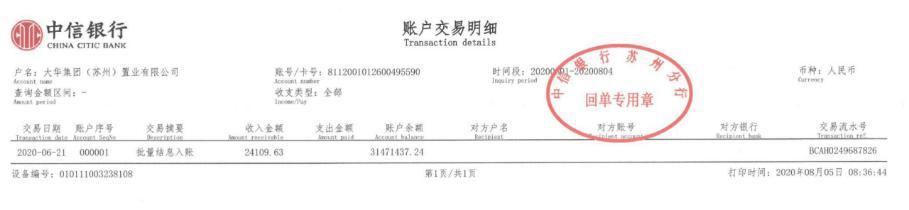 中信银行
CHINA CITIC BANK
账户交易明细
Transaction details
户名：大华集团（苏州）置业有限公司 账号/卡号：8112001012600495590 时间段：20200701-20200804 币种：人民币
Account name Account number Inquiry period Currency
查询金额区间：- 收支类型：全部
Amount period Income/Pay
中信银行苏州分行
回单专用章
交易日期 账户序号 交易摘要 收入金额 支出金额 账户余额 对方户名 对方账号 对方银行 交易流水号
Transaction date Account SeqNo Description Amount receivable Amount paid Account balance Recipient Recipient account Recipient bank Transaction ref.
2020-06-21 000001 批量结息入账 24109.63 31471437.24 BCAH0249687826
设备编号：010111003238108 第1页/共1页 打印时间：2020年08月05日 08:36:44